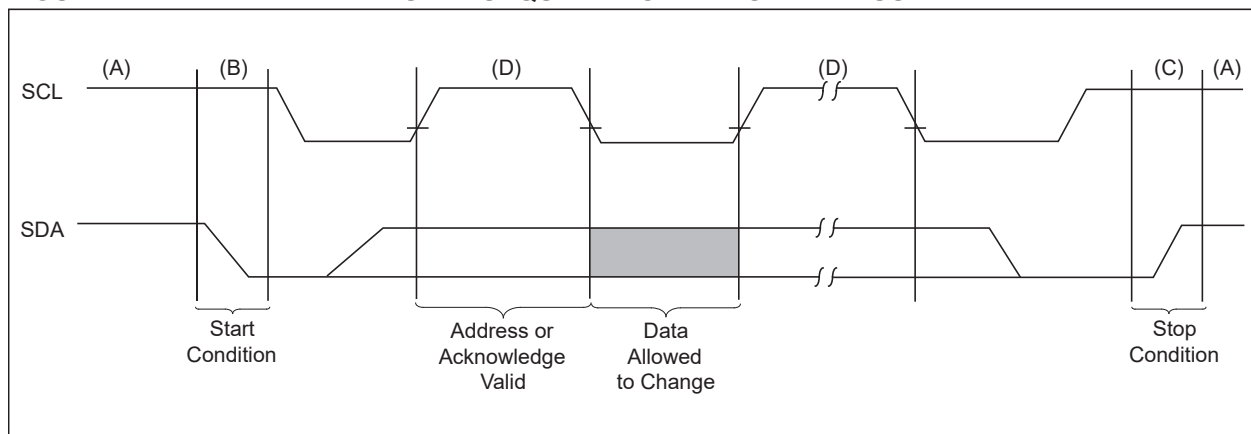 (A) (B) (D) (D) (C) (A)
SCL
SDA
Start
Condition
Address or
Acknowledge
Valid
Data
Allowed
to Change
Stop
Condition